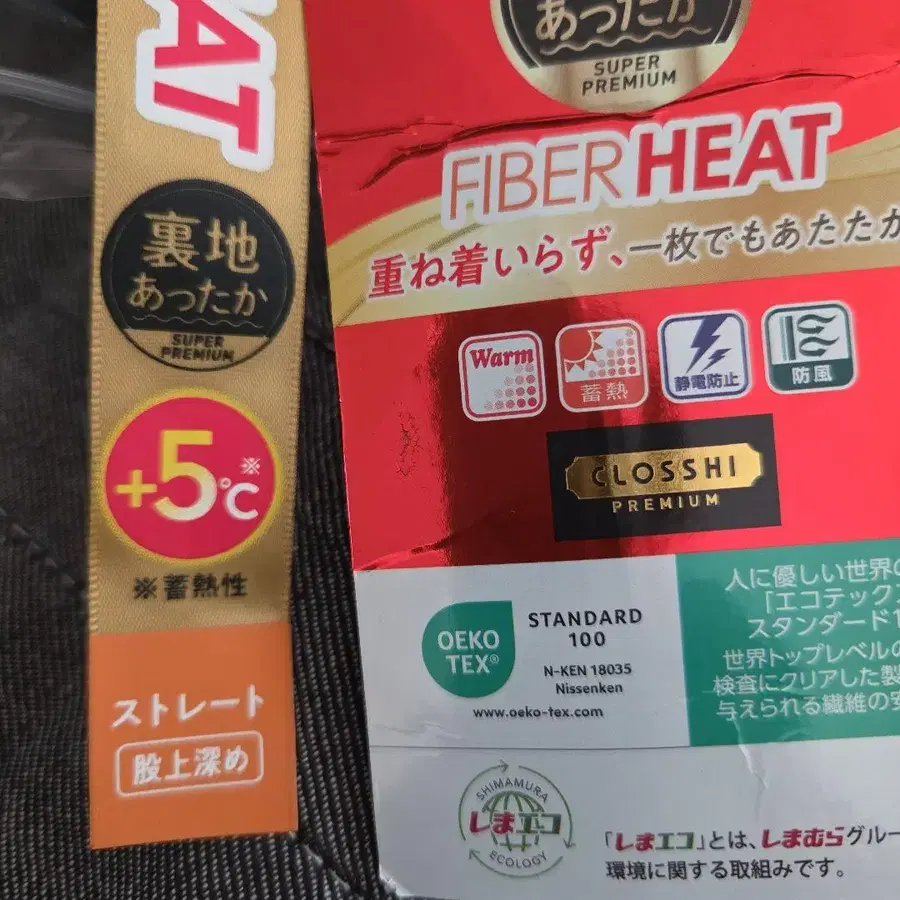 AT
裏地
あったか
SUPER
PREMIUM
+5℃※
※蓄熱性
ストレート
股上深め
あったか
SUPER
PREMIUM
FIBER HEAT
重ね着いらず、一枚でもあたたか
Warm
蓄熱
静電防止
防風
CLOSSHI
PREMIUM
OEKO
TEX®
STANDARD
100
N-KEN 18035
Nissenken
www.oeko-tex.com
人に優しい世界の
「エコテックス
スタンダード1
世界トップレベルの
検査にクリアした製
与えられる繊維の安
SHIMAMURA
しまエコ
ECOLOGY
「しまエコ」とは、しまむらグルー
環境に関する取組みです。